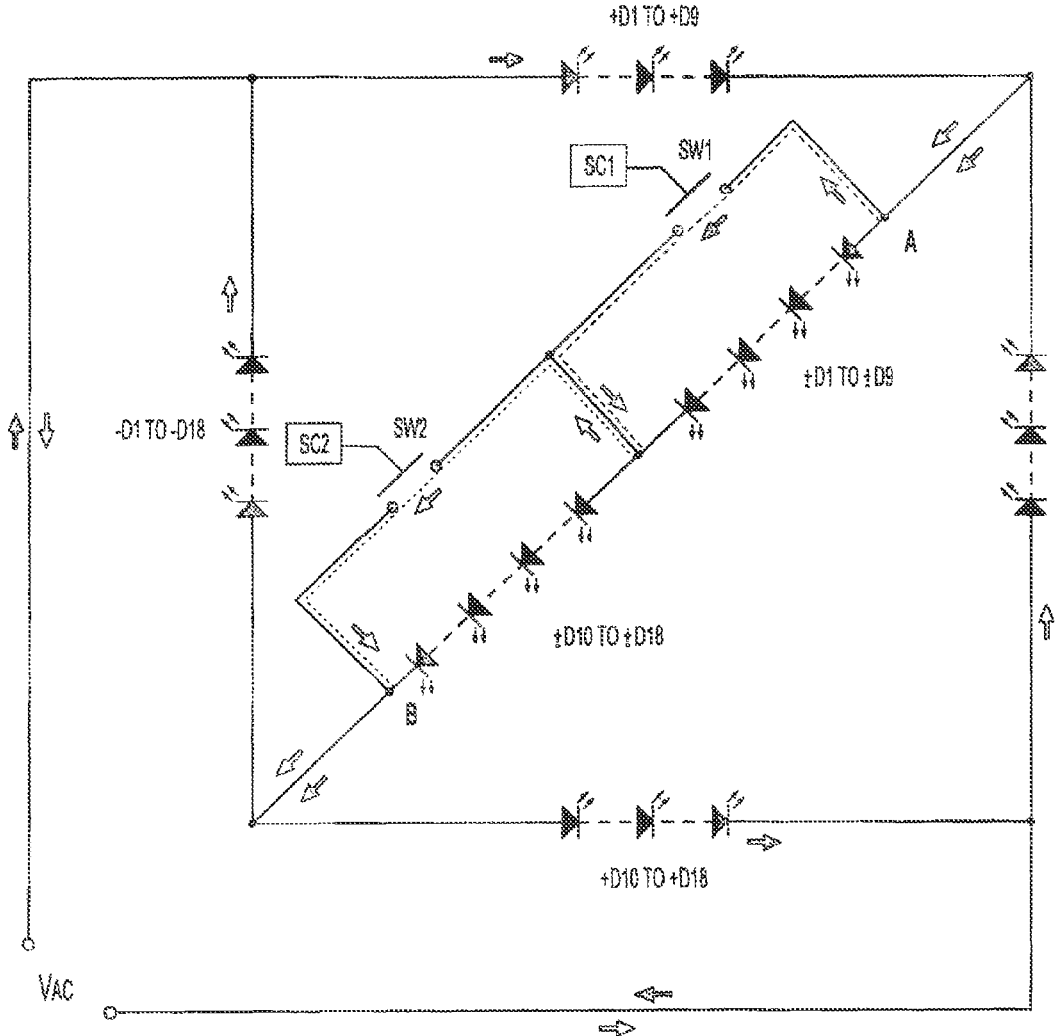 +D1 TO +D9
SW1
SC1
A
±D1 TO ±D9
-D1 TO -D18
SW2
SC2
±D10 TO ±D18
B
+D10 TO +D18
VAC